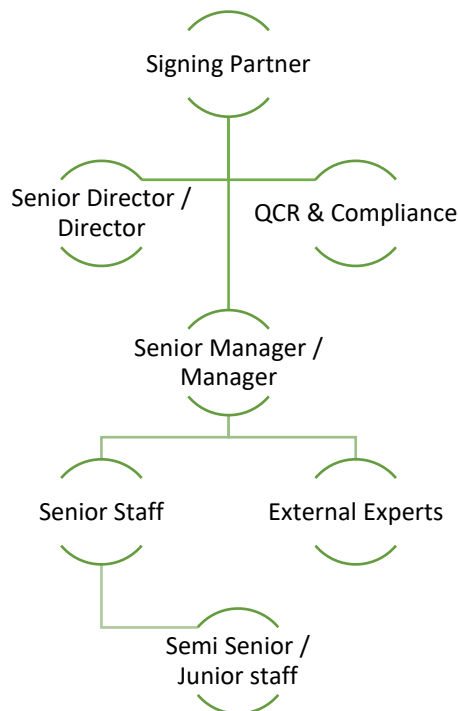 Signing Partner
Senior Director /
Director
QCR & Compliance
Senior Manager /
Manager
Senior Staff
External Experts
Semi Senior /
Junior staff